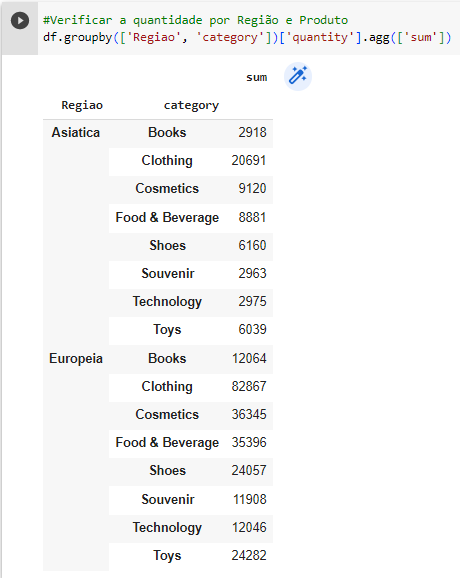 #Verificar a quantidade por Região e Produto
df.groupby(['Regiao', 'category'])['quantity'].agg(['sum'])
sum
Regiao category
Asiatica Books 2918
Clothing 20691
Cosmetics 9120
Food & Beverage 8881
Shoes 6160
Souvenir 2963
Technology 2975
Toys 6039
Europeia Books 12064
Clothing 82867
Cosmetics 36345
Food & Beverage 35396
Shoes 24057
Souvenir 11908
Technology 12046
Toys 24282